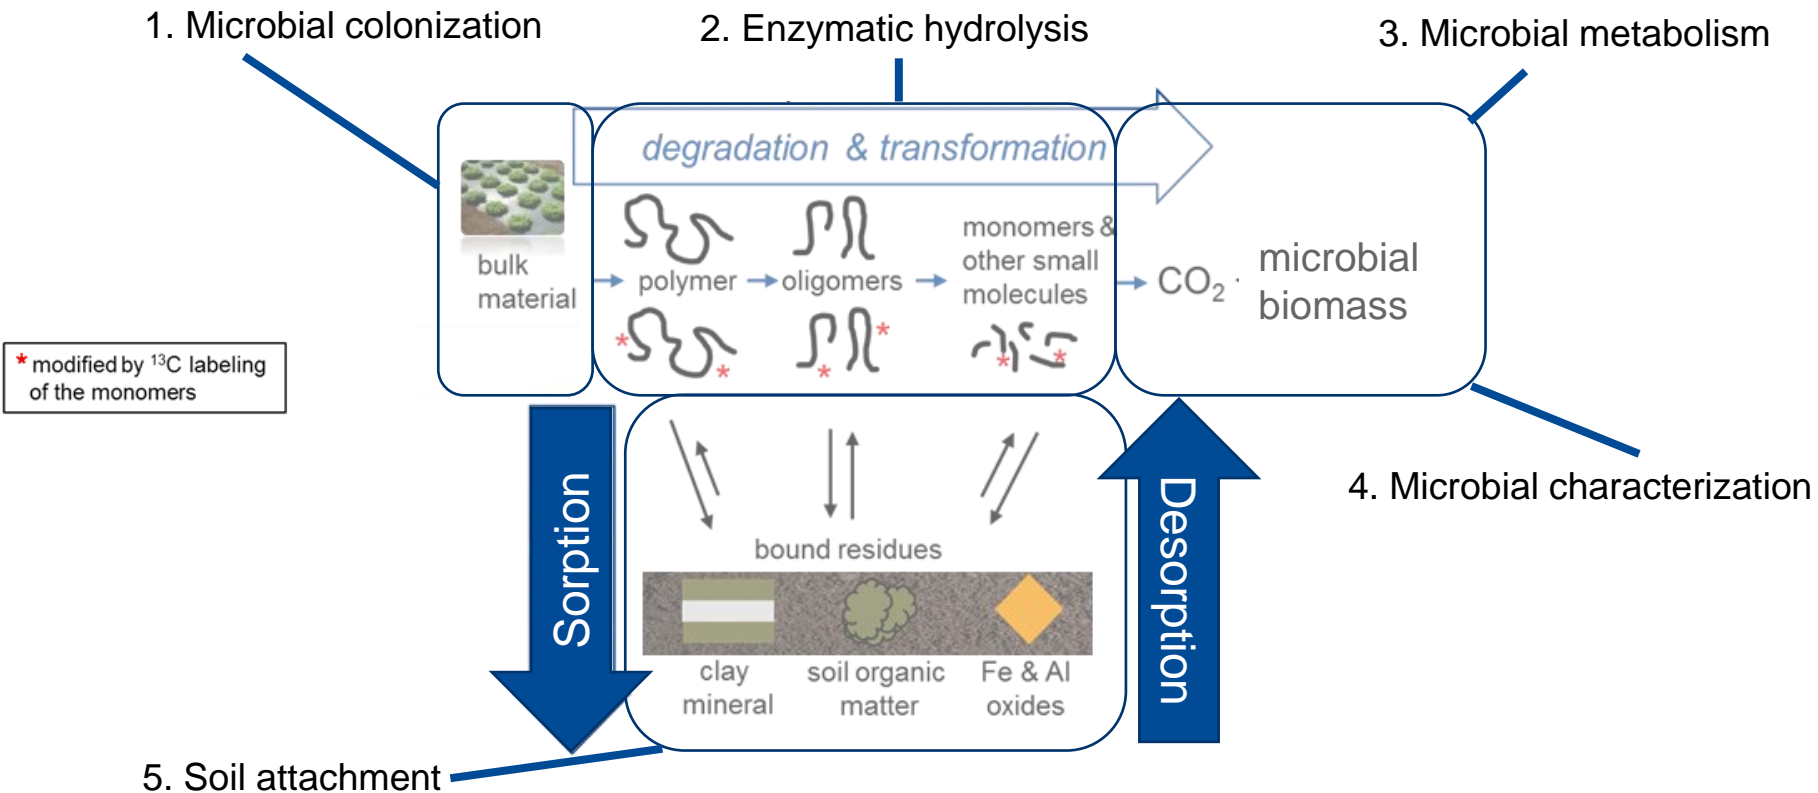 1. Microbial colonization
2. Enzymatic hydrolysis
3. Microbial metabolism
degradation & transformation
bulk
material
polymer
oligomers
monomers &
other small
molecules
CO₂
microbial
biomass
* * * * * *
* modified by ¹³C labeling
of the monomers
Sorption
Desorption
4. Microbial characterization
bound residues
clay
mineral
soil organic
matter
Fe & Al
oxides
5. Soil attachment